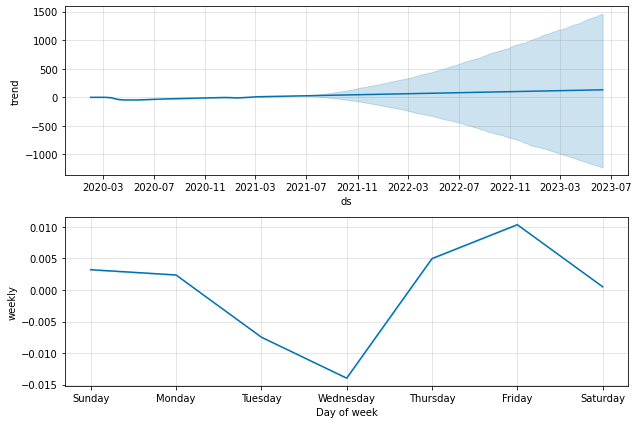 1500
1000
500
0
−500
−1000
trend
2020-03 2020-07 2020-11 2021-03 2021-07 2021-11 2022-03 2022-07 2022-11 2023-03 2023-07
ds
0.010
0.005
0.000
−0.005
−0.010
−0.015
weekly
Sunday Monday Tuesday Wednesday Thursday Friday Saturday
Day of week